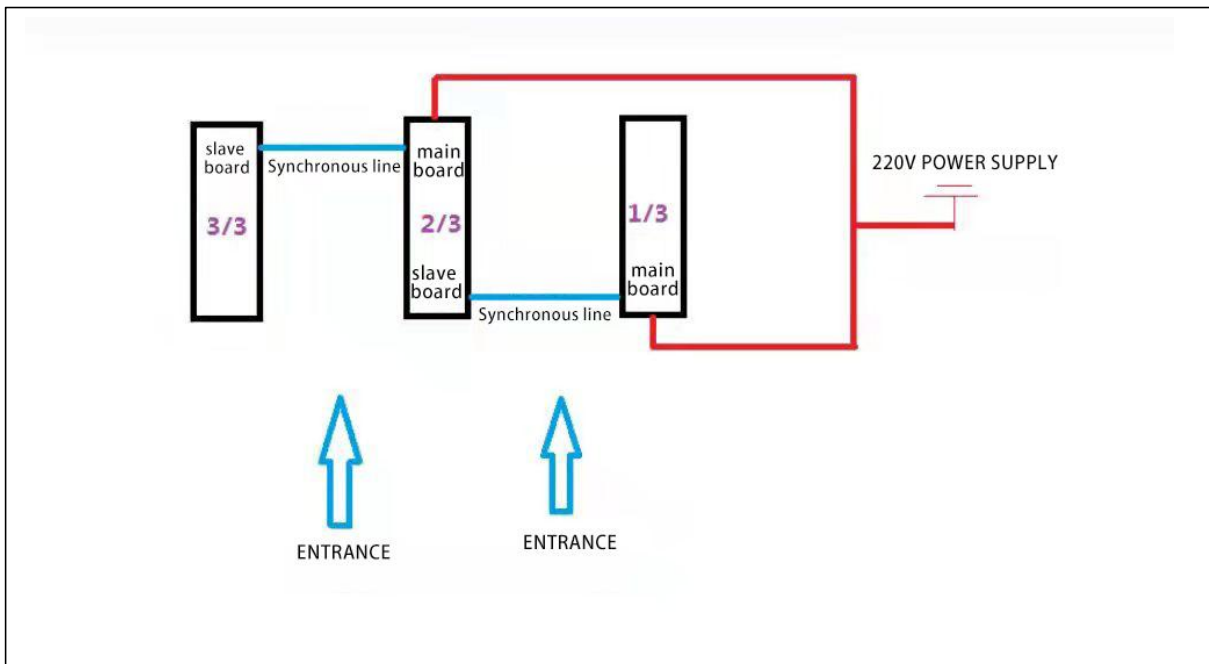 slave
board
3/3
Synchronous line
main
board
2/3
slave
board
Synchronous line
1/3
main
board
220V POWER SUPPLY
ENTRANCE
ENTRANCE